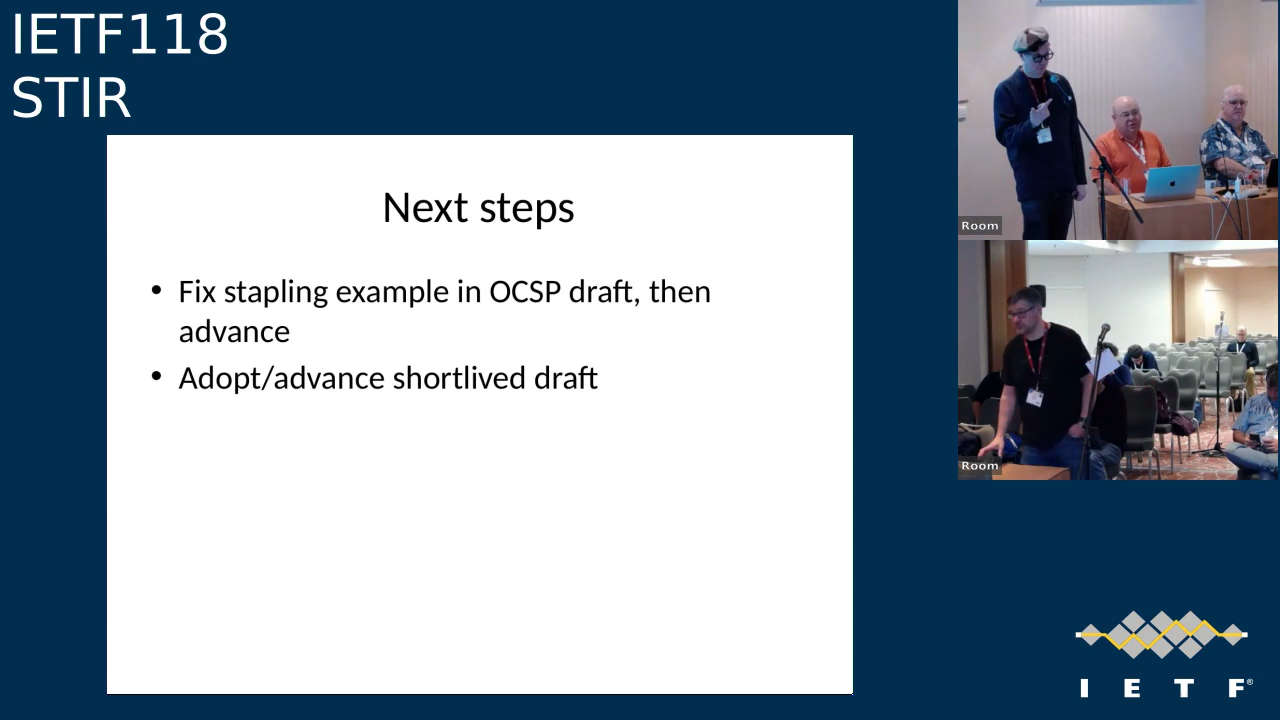 IETF118
STIR
Next steps
• Fix stapling example in OCSP draft, then
advance
• Adopt/advance shortlived draft
Room
Room
I E T F®